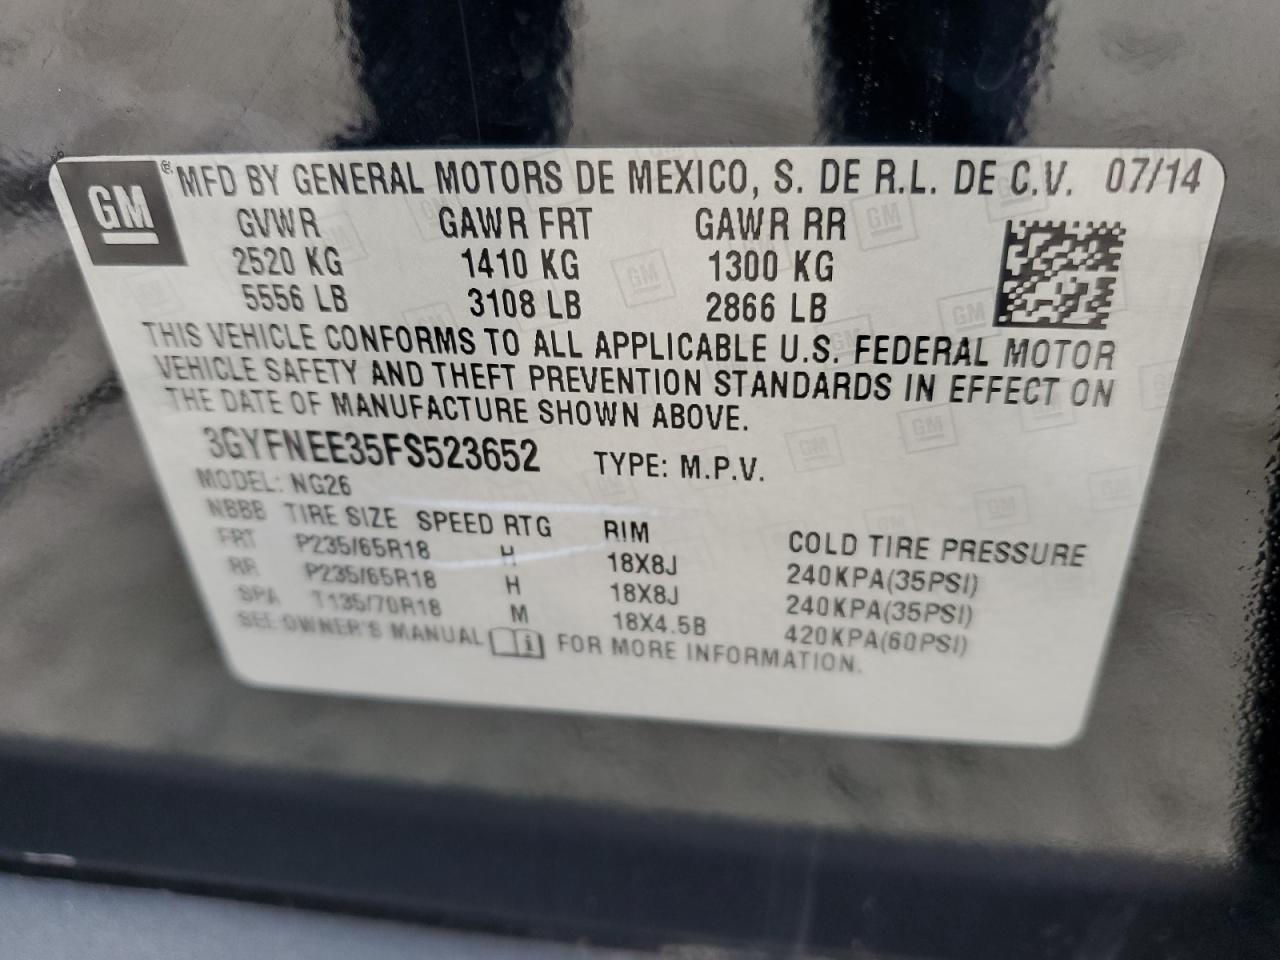 GM
® MFD BY GENERAL MOTORS DE MEXICO, S. DE R.L. DE C.V. 07/14
GVWR GAWR FRT GAWR RR
2520 KG 1410 KG 1300 KG
5556 LB 3108 LB 2866 LB
THIS VEHICLE CONFORMS TO ALL APPLICABLE U.S. FEDERAL MOTOR
VEHICLE SAFETY AND THEFT PREVENTION STANDARDS IN EFFECT ON
THE DATE OF MANUFACTURE SHOWN ABOVE.
3GYFNEE35FS523652 TYPE: M.P.V.
MODEL: NG26
NBBB TIRE SIZE SPEED RTG RIM COLD TIRE PRESSURE
FRT P235/65R18 H 18X8J 240KPA(35PSI)
RR P235/65R18 H 18X8J 240KPA(35PSI)
SPA T135/70R18 M 18X4.5B 420KPA(60PSI)
SEE OWNER'S MANUAL FOR MORE INFORMATION.